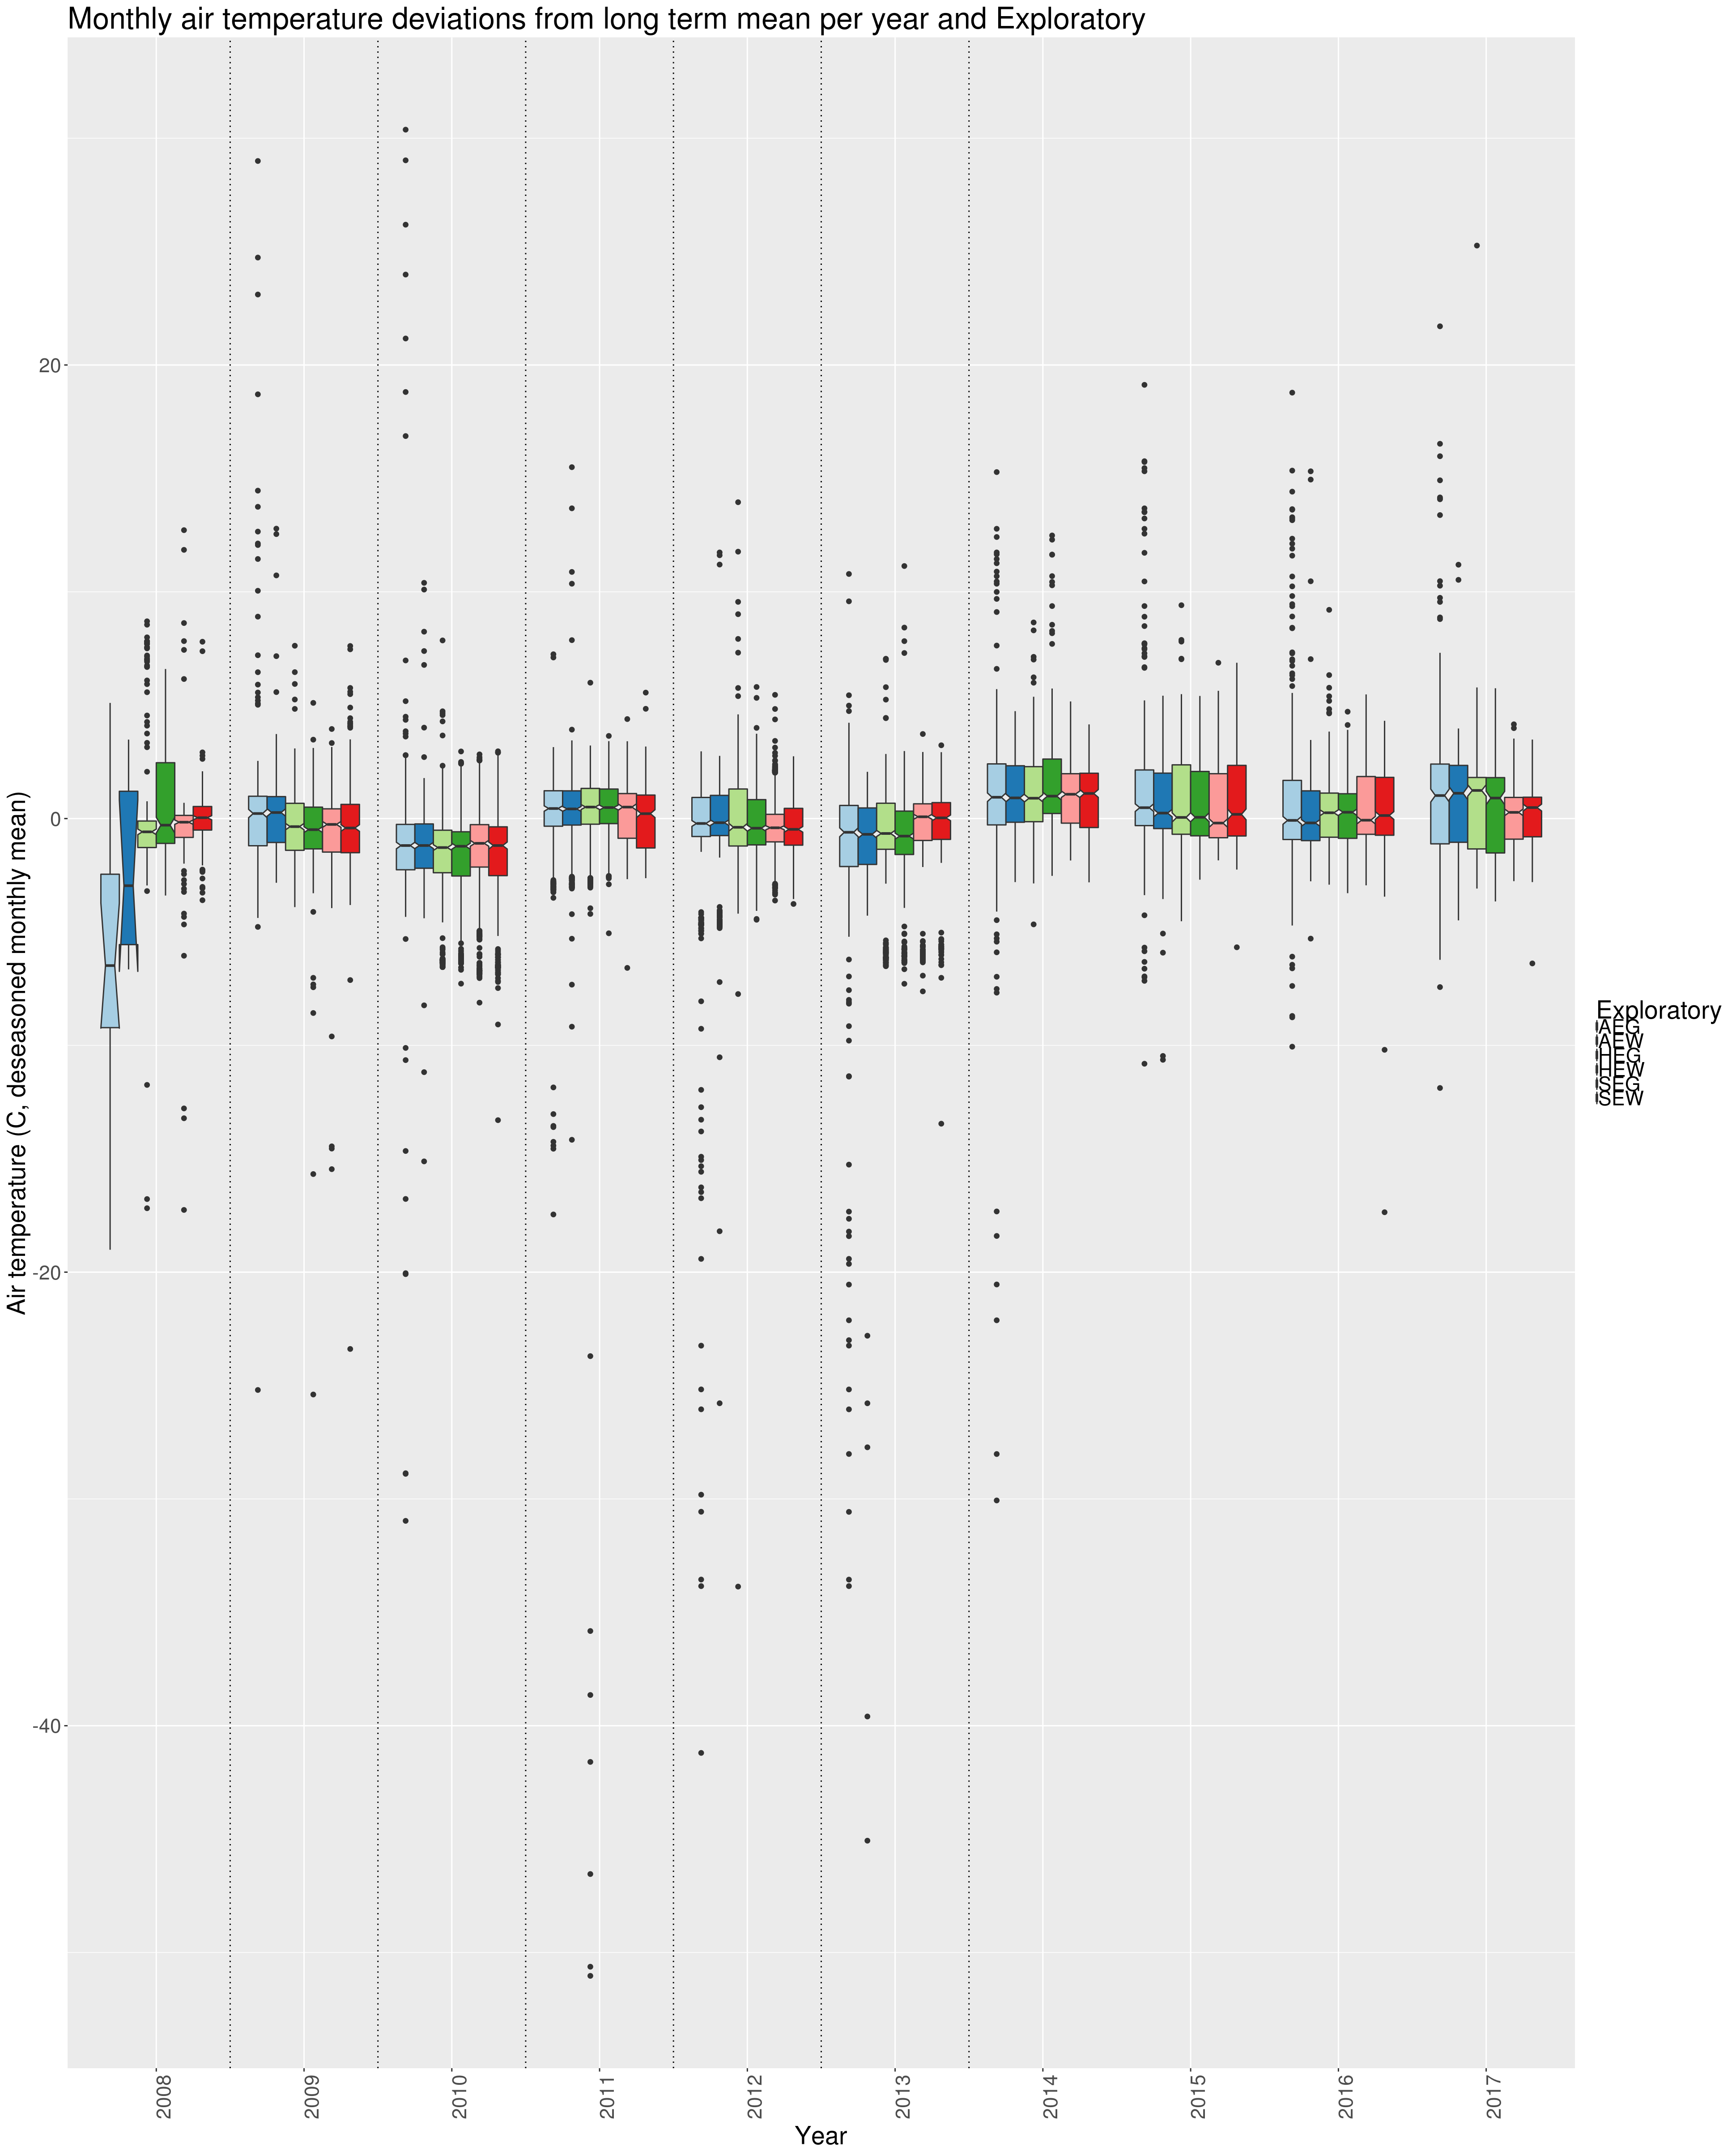 Monthly air temperature deviations from long term mean per year and Exploratory
Air temperature (C, deseasoned monthly mean)
20
0
-20
-40
2008
2009
2010
2011
2012
2013
2014
2015
2016
2017
Year
Exploratory
AEG
AEW
HEG
HEW
SEG
SEW